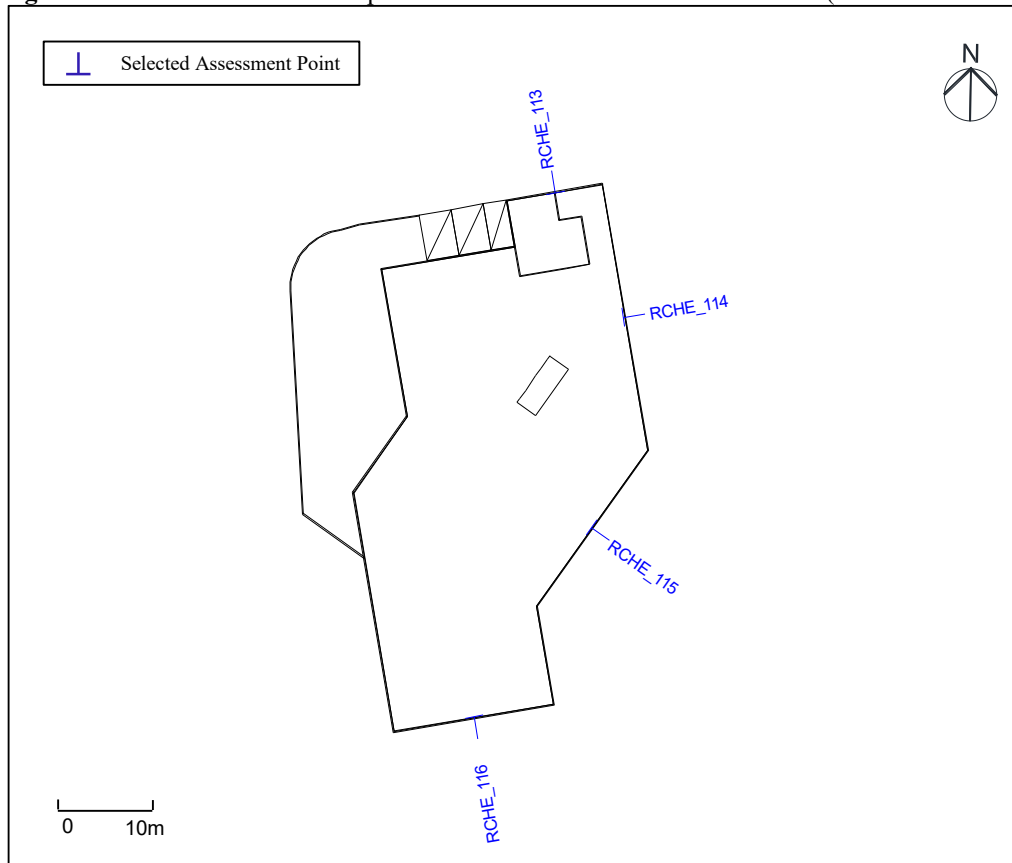 Selected Assessment Point
N
RCHE_113
RCHE_114
RCHE_115
RCHE_116
0 10m